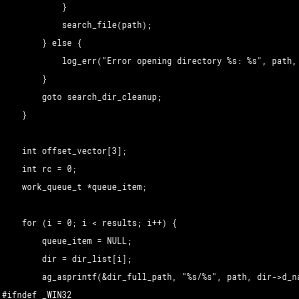 }
search_file(path);
} else {
log_err("Error opening directory %s: %s", path,
}
goto search_dir_cleanup;
}
int offset_vector[3];
int rc = 0;
work_queue_t *queue_item;
for (i = 0; i < results; i++) {
queue_item = NULL;
dir = dir_list[i];
ag_asprintf(&dir_full_path, "%s/%s", path, dir->d_na
#ifndef _WIN32